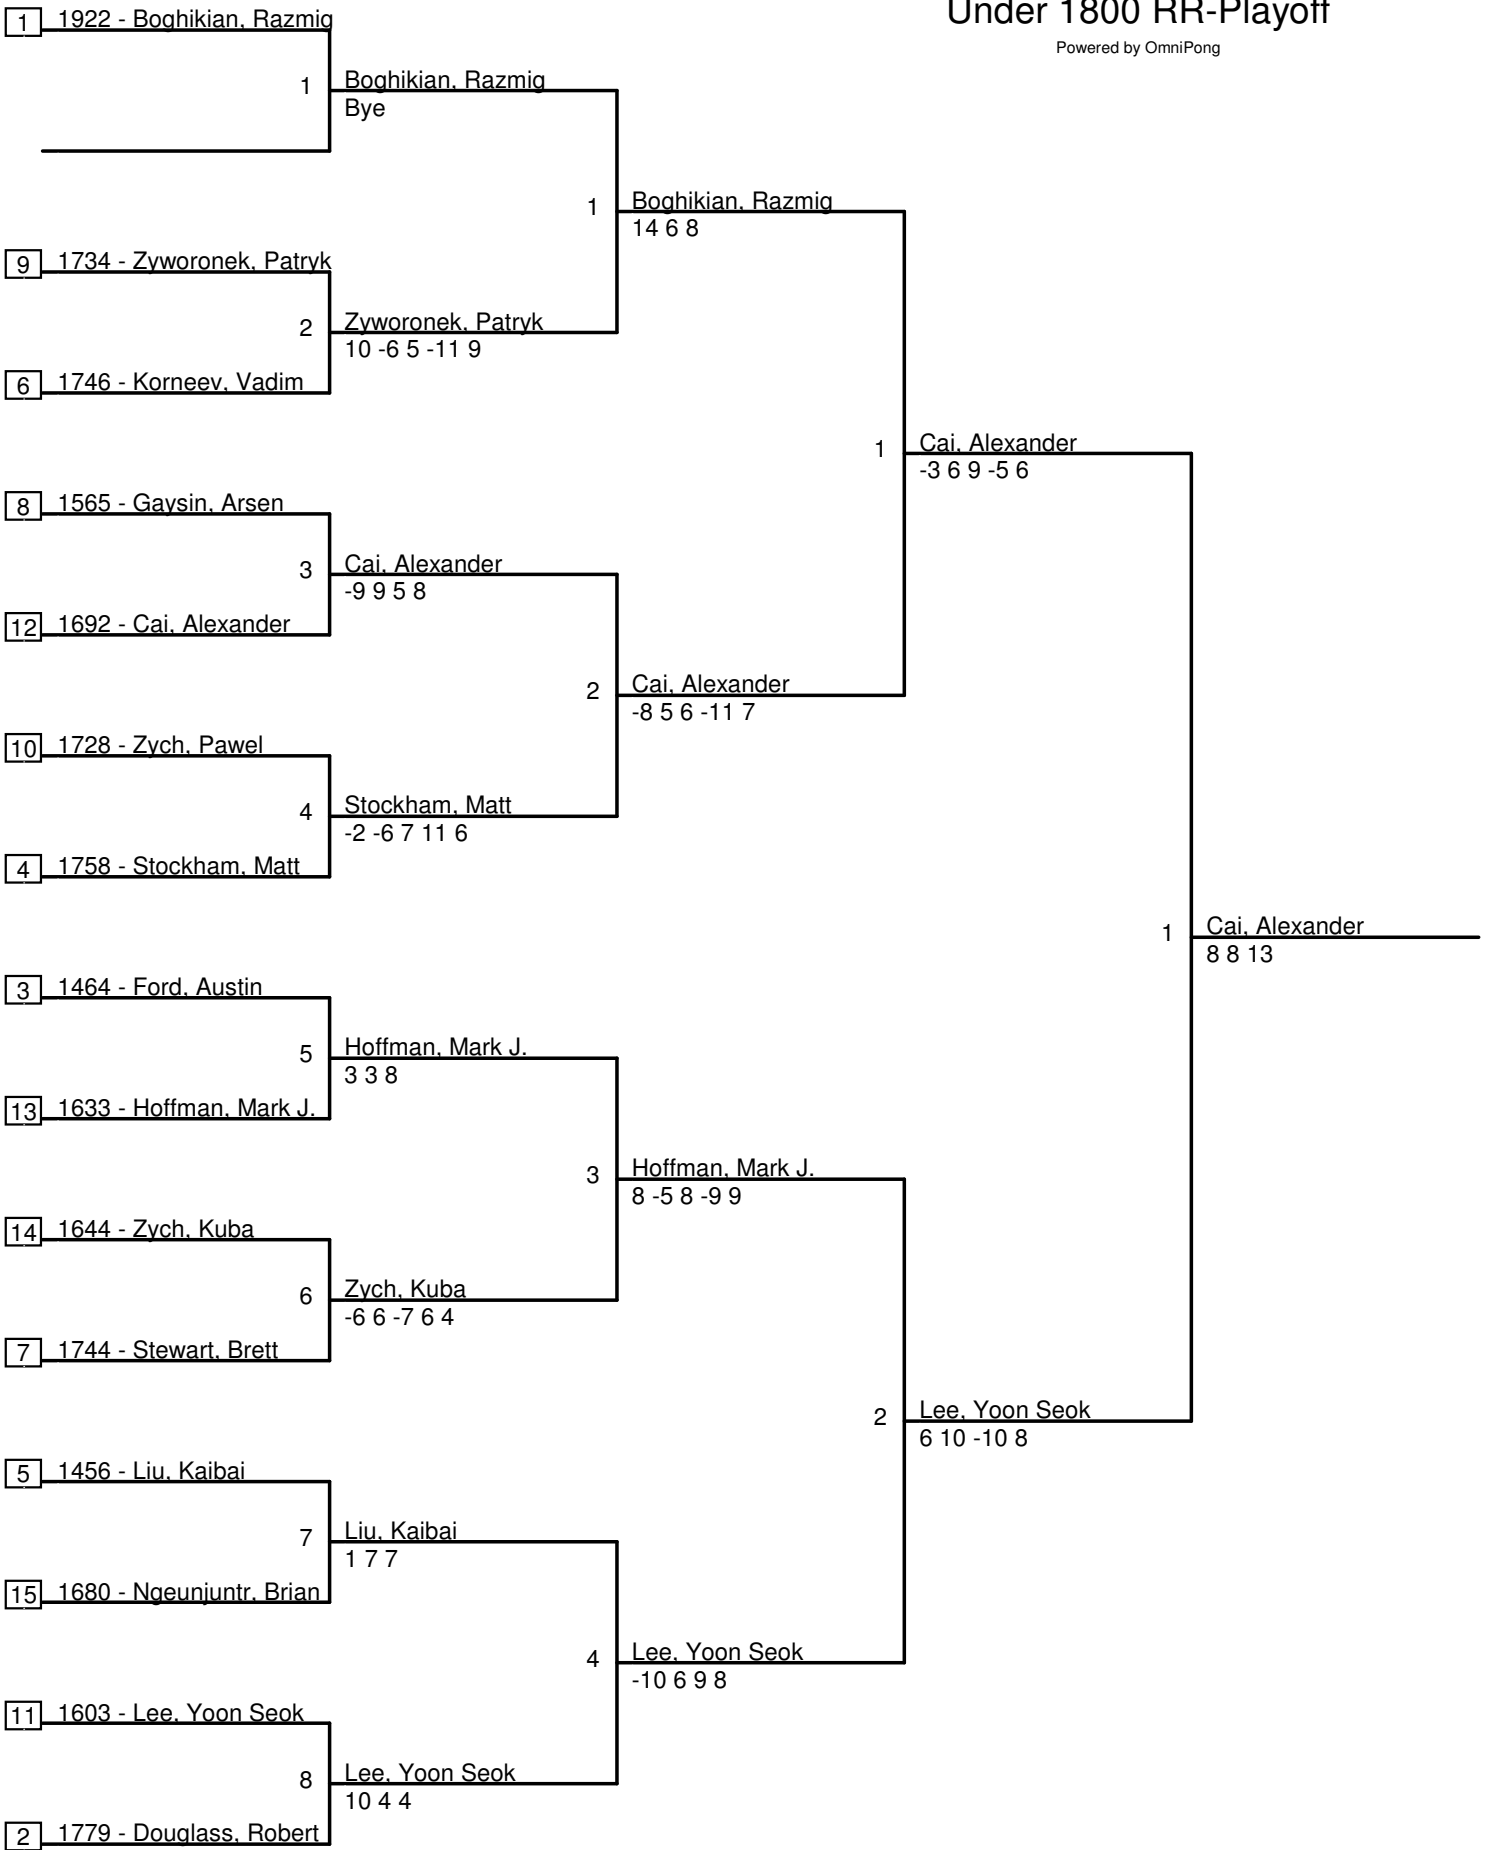 Under 1800 RR-Playoff
Powered by OmniPong
1 1922 - Boghikian, Razmig
1 Boghikian, Razmig
Bye
1 Boghikian, Razmig
14 6 8
9 1734 - Zyworonek, Patryk
2 Zyworonek, Patryk
10 -6 5 -11 9
6 1746 - Korneev, Vadim
1 Cai, Alexander
-3 6 9 -5 6
8 1565 - Gaysin, Arsen
3 Cai, Alexander
-9 9 5 8
12 1692 - Cai, Alexander
2 Cai, Alexander
-8 5 6 -11 7
10 1728 - Zych, Pawel
4 Stockham, Matt
-2 -6 7 11 6
4 1758 - Stockham, Matt
1 Cai, Alexander
8 8 13
3 1464 - Ford, Austin
5 Hoffman, Mark J.
3 3 8
13 1633 - Hoffman, Mark J.
3 Hoffman, Mark J.
8 -5 8 -9 9
14 1644 - Zych, Kuba
6 Zych, Kuba
-6 6 -7 6 4
7 1744 - Stewart, Brett
2 Lee, Yoon Seok
6 10 -10 8
5 1456 - Liu, Kaibai
7 Liu, Kaibai
1 7 7
15 1680 - Ngeunjuntr, Brian
4 Lee, Yoon Seok
-10 6 9 8
11 1603 - Lee, Yoon Seok
8 Lee, Yoon Seok
10 4 4
2 1779 - Douglass, Robert